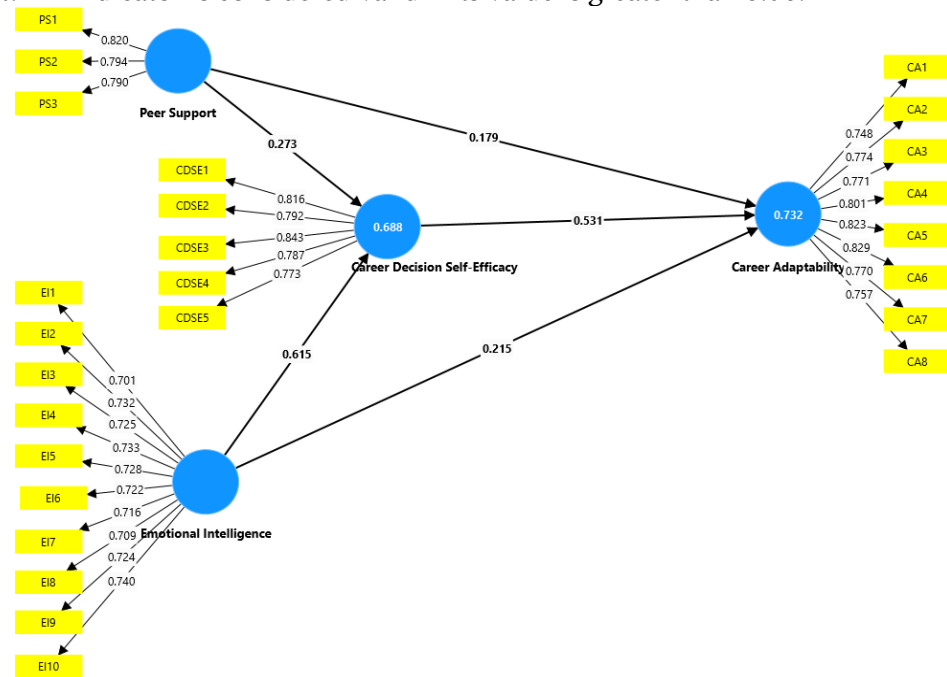 PS1
0.820
PS2
0.794
0.790
PS3
Peer Support
0.273
0.179
CDSE1
0.816
CDSE2
0.792
CDSE3
0.843
0.787
CDSE4
0.773
CDSE5
0.688
Career Decision Self-Efficacy
0.531
0.732
Career Adaptability
CA1
0.748
CA2
0.774
CA3
0.771
CA4
0.801
CA5
0.823
0.829
CA6
0.770
0.757
CA7
CA8
0.615
0.215
EI1
0.701
EI2
0.732
EI3
0.725
EI4
0.733
EI5
0.728
EI6
0.722
0.716
EI7
0.709
EI8
0.724
0.740
EI9
EI10
Emotional Intelligence